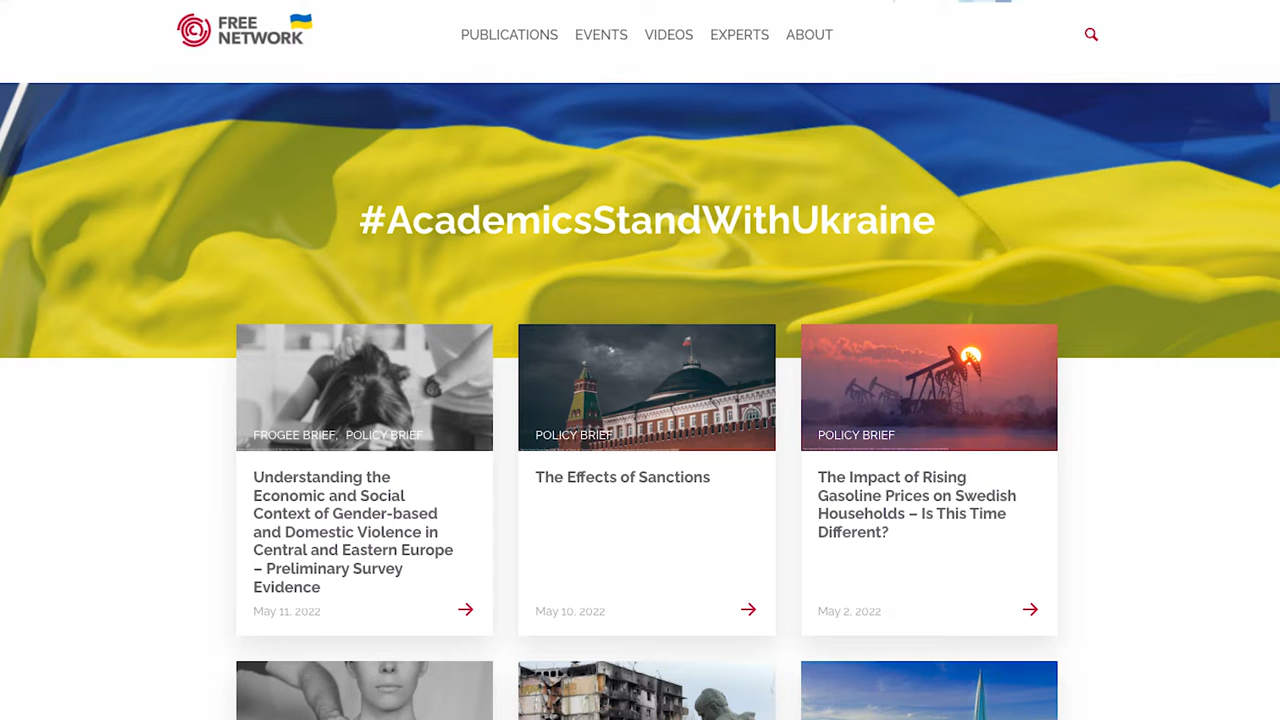 FREE
NETWORK
PUBLICATIONS EVENTS VIDEOS EXPERTS ABOUT
#AcademicsStandWithUkraine
FROGEE BRIEF, POLICY BRIEF
Understanding the
Economic and Social
Context of Gender-based
and Domestic Violence in
Central and Eastern Europe
– Preliminary Survey
Evidence
May 11, 2022
POLICY BRIEF
The Effects of Sanctions
May 10, 2022
POLICY BRIEF
The Impact of Rising
Gasoline Prices on Swedish
Households – Is This Time
Different?
May 2, 2022